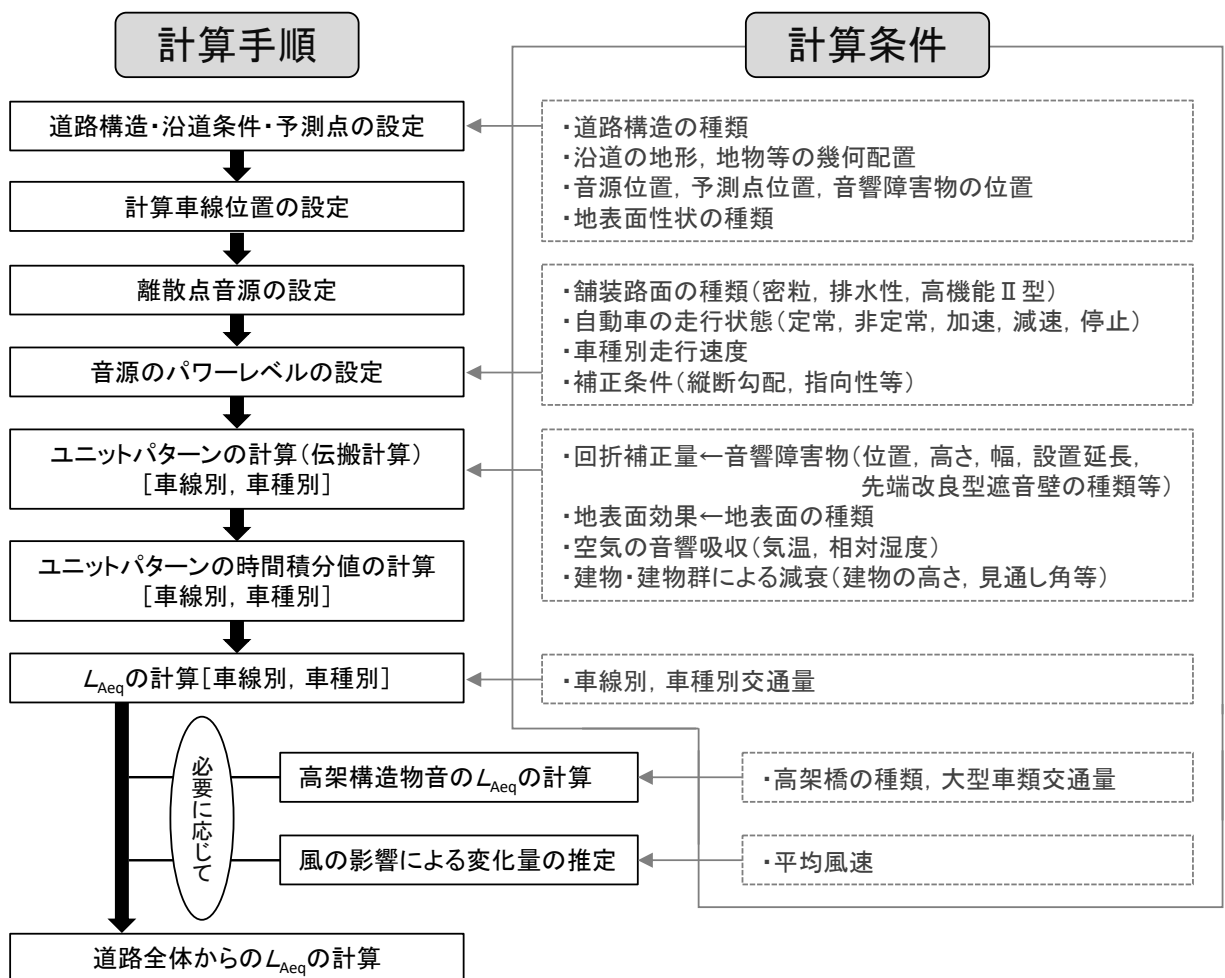 計算手順
計算条件
道路構造・沿道条件・予測点の設定
・道路構造の種類
・沿道の地形, 地物等の幾何配置
・音源位置, 予測点位置, 音響障害物の位置
・地表面性状の種類
計算車線位置の設定
離散点音源の設定
音源のパワーレベルの設定
・舗装路面の種類(密粒, 排水性, 高機能Ⅱ型)
・自動車の走行状態(定常, 非定常, 加速, 減速, 停止)
・車種別走行速度
・補正条件(縦断勾配, 指向性等)
ユニットパターンの計算(伝搬計算)
[車線別, 車種別]
・回折補正量←音響障害物(位置, 高さ, 幅, 設置延長,
先端改良型遮音壁の種類等)
・地表面効果←地表面の種類
・空気の音響吸収(気温, 相対湿度)
・建物・建物群による減衰(建物の高さ, 見通し角等)
ユニットパターンの時間積分値の計算
[車線別, 車種別]
LAeqの計算[車線別, 車種別]
・車線別, 車種別交通量
必要に応じて
高架構造物音のLAeqの計算
・高架橋の種類, 大型車類交通量
風の影響による変化量の推定
・平均風速
道路全体からのLAeqの計算